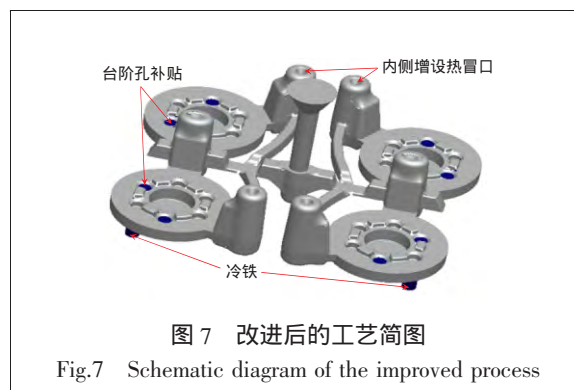 台阶孔补贴
内侧增设热冒口
冷铁
图 7 改进后的工艺简图
Fig.7 Schematic diagram of the improved process